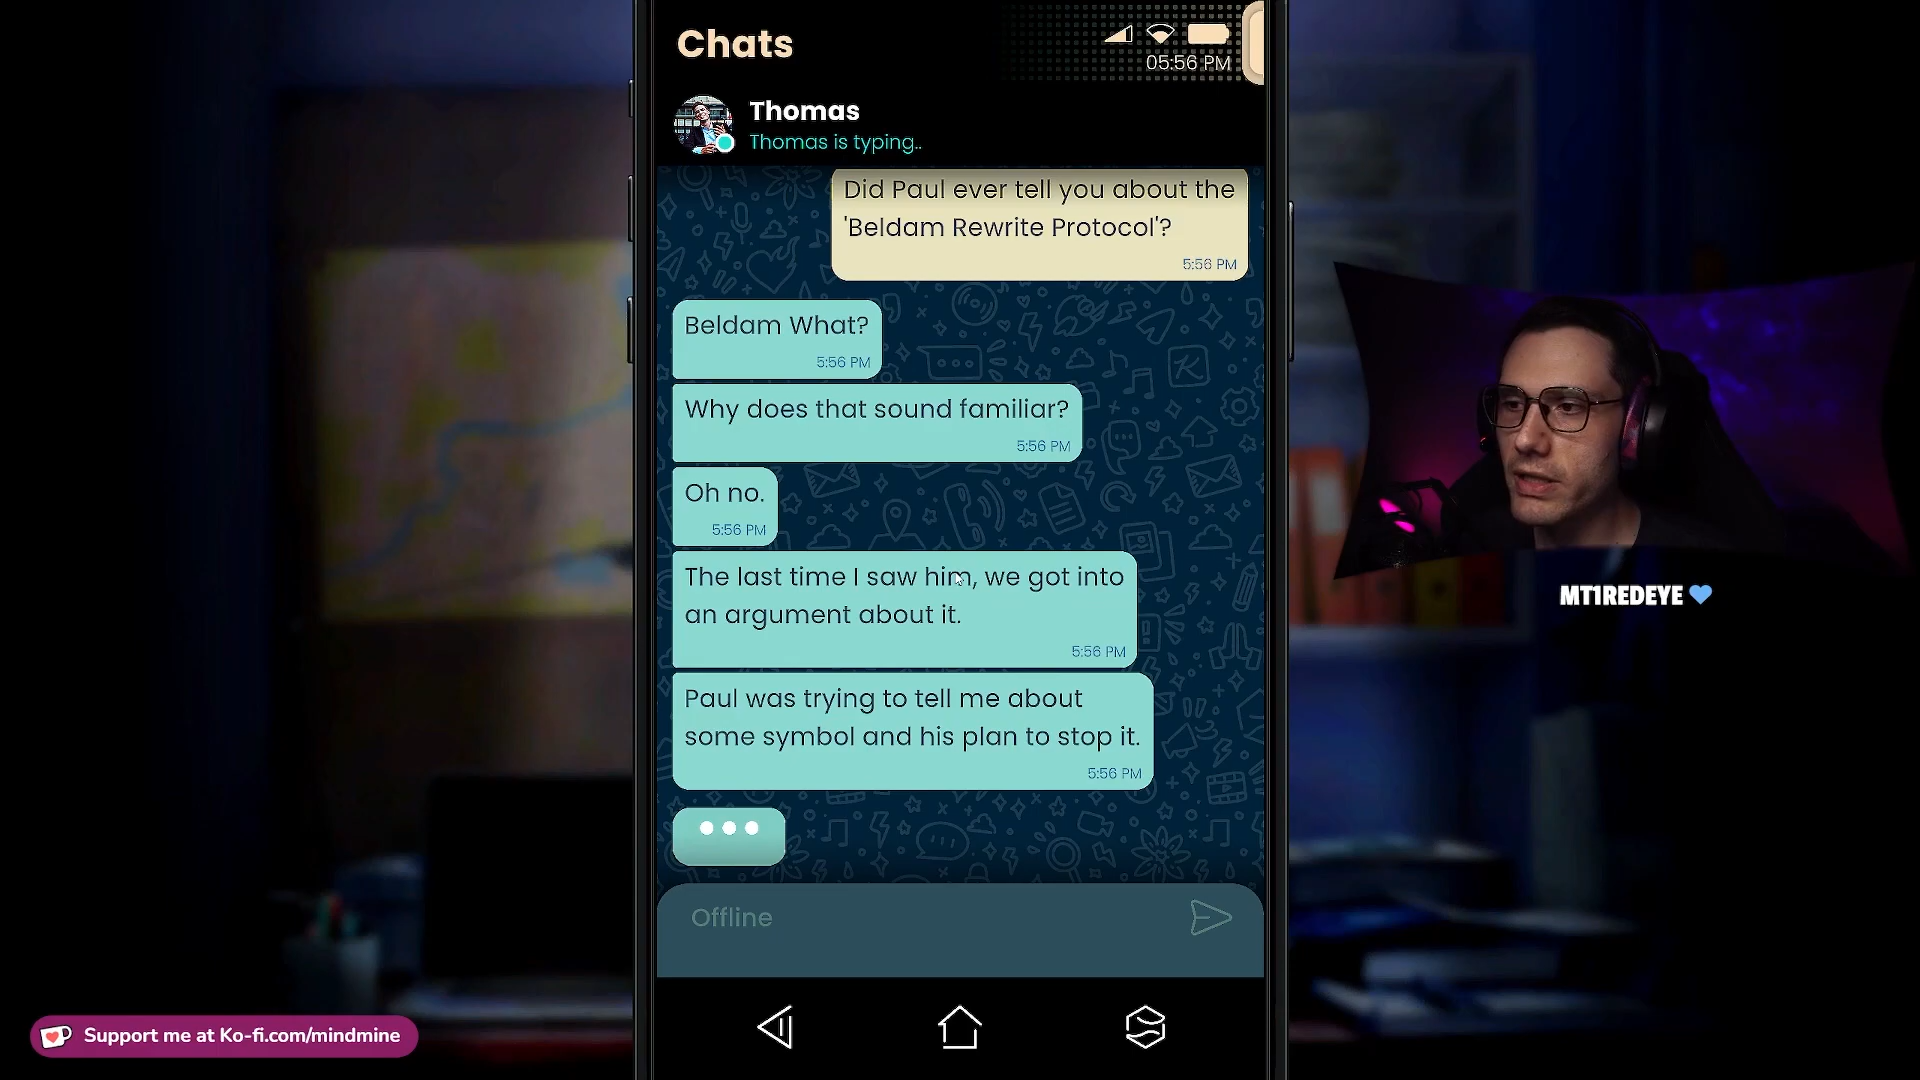 Chats
05:56 PM
Thomas
Thomas is typing..
Did Paul ever tell you about the
'Beldam Rewrite Protocol'?
5:56 PM
Beldam What?
5:56 PM
Why does that sound familiar?
5:56 PM
Oh no.
5:56 PM
The last time I saw him, we got into
an argument about it.
5:56 PM
Paul was trying to tell me about
some symbol and his plan to stop it.
5:56 PM
Offline
MT1REDEYE
Support me at Ko-fi.com/mindmine